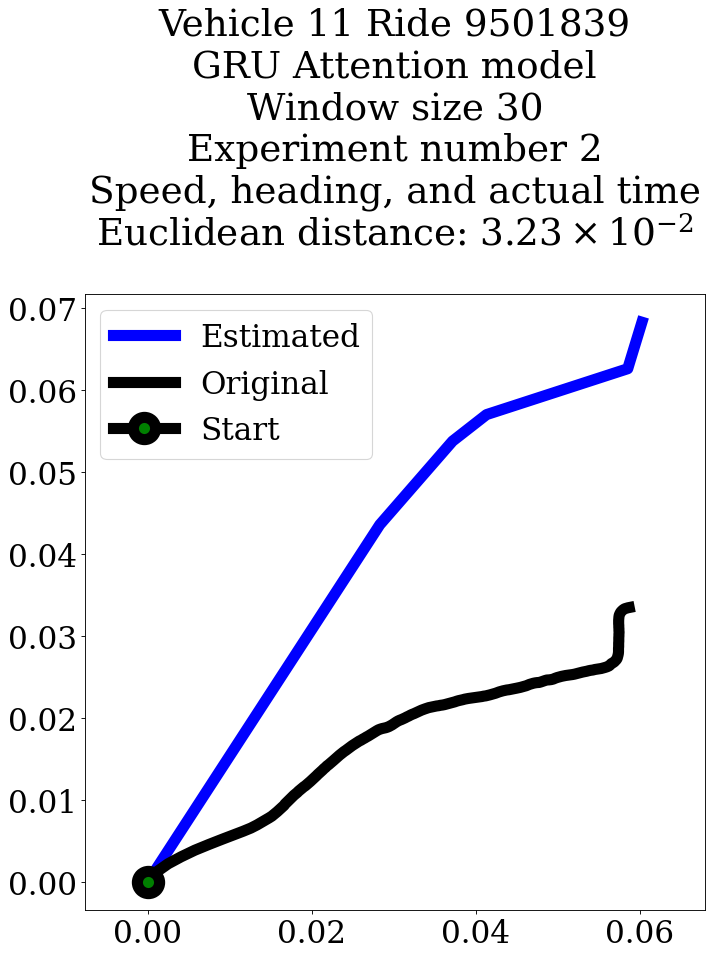 Vehicle 11 Ride 9501839
GRU Attention model
Window size 30
Experiment number 2
Speed, heading, and actual time
Euclidean distance: 3.23 × 10⁻²
0.07
0.06
0.05
0.04
0.03
0.02
0.01
0.00
Estimated
Original
Start
0.00 0.02 0.04 0.06